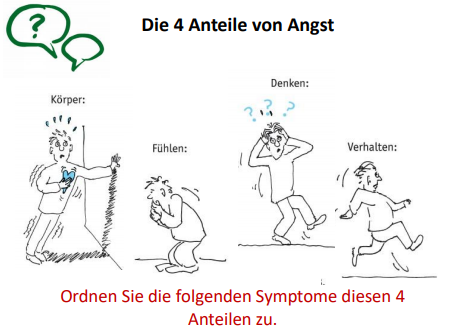 ?
Die 4 Anteile von Angst
Denken:
Körper:
? ? ?
Fühlen:
Verhalten:
Ordnen Sie die folgenden Symptome diesen 4
Anteilen zu.